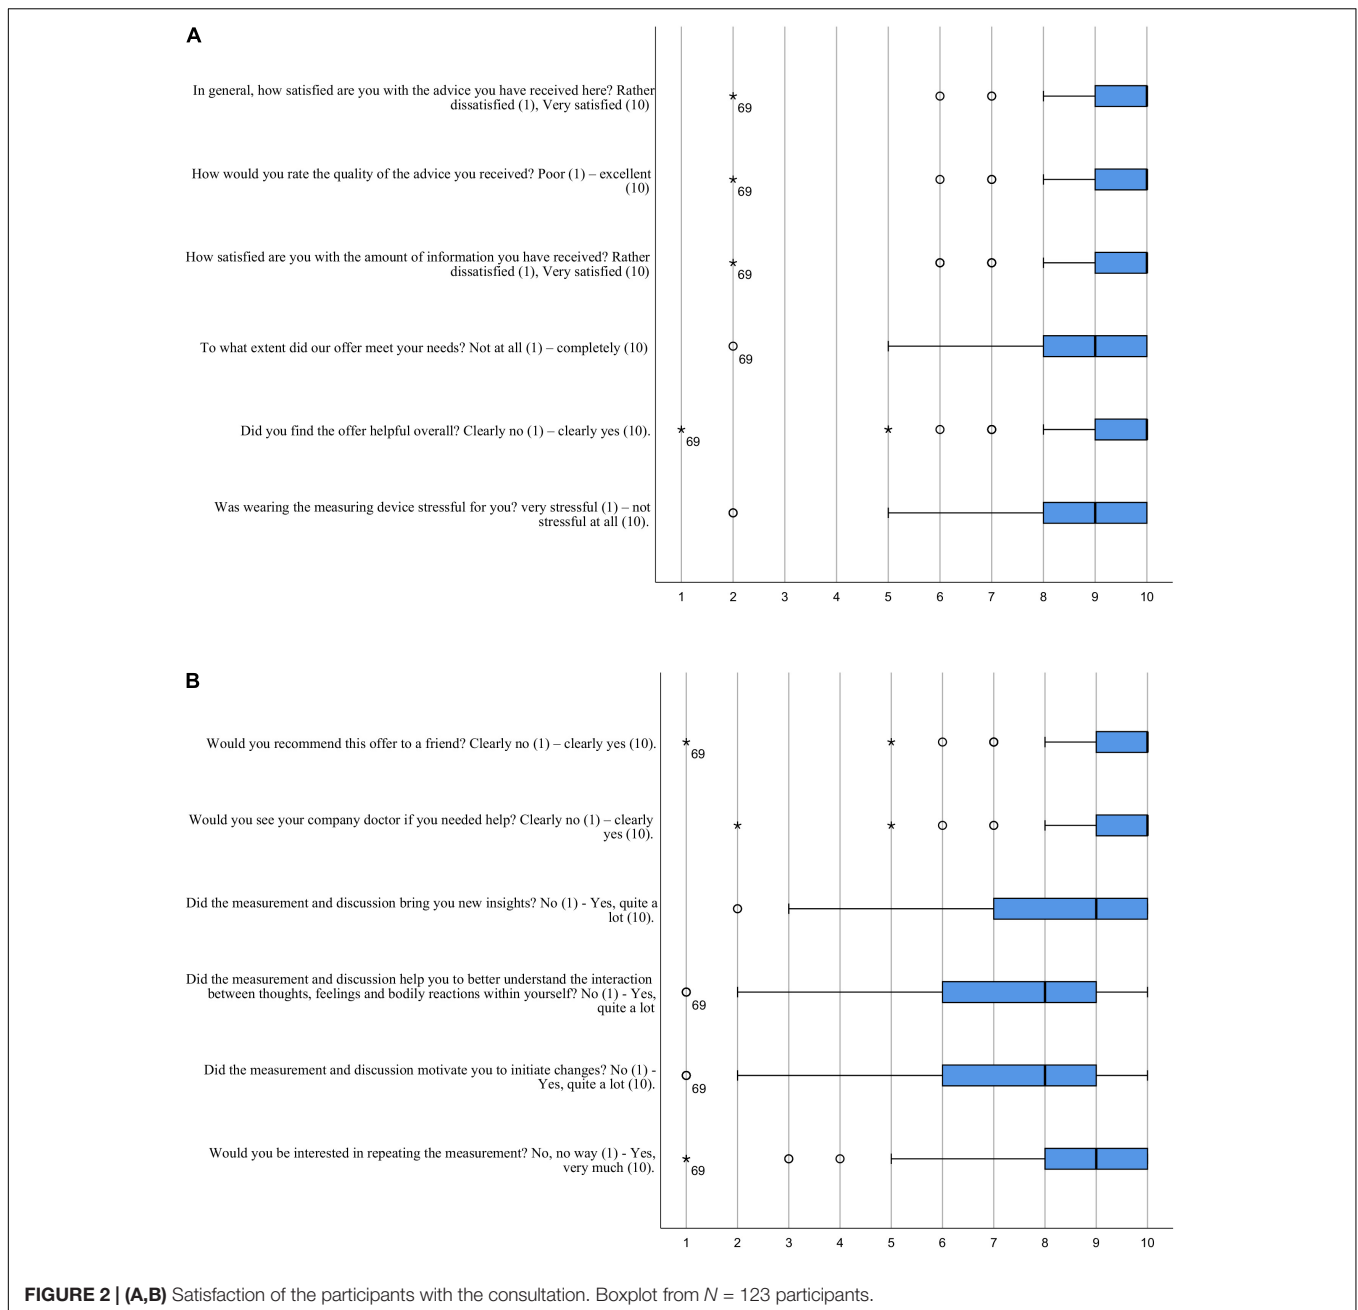 A
In general, how satisfied are you with the advice you have received here? Rather
dissatisfied (1), Very satisfied (10)
* 69
How would you rate the quality of the advice you received? Poor (1) – excellent
(10)
* 69
How satisfied are you with the amount of information you have received? Rather
dissatisfied (1), Very satisfied (10)
* 69
To what extent did our offer meet your needs? Not at all (1) – completely (10)
69
Did you find the offer helpful overall? Clearly no (1) – clearly yes (10).
* 69 *
Was wearing the measuring device stressful for you? very stressful (1) – not
stressful at all (10).
1 2 3 4 5 6 7 8 9 10
B
Would you recommend this offer to a friend? Clearly no (1) – clearly yes (10).
* 69 *
Would you see your company doctor if you needed help? Clearly no (1) – clearly
yes (10).
* *
Did the measurement and discussion bring you new insights? No (1) - Yes, quite a
lot (10).
Did the measurement and discussion help you to better understand the interaction
between thoughts, feelings and bodily reactions within yourself? No (1) - Yes,
quite a lot
69
Did the measurement and discussion motivate you to initiate changes? No (1) -
Yes, quite a lot (10).
69
Would you be interested in repeating the measurement? No, no way (1) - Yes,
very much (10).
* 69
1 2 3 4 5 6 7 8 9 10
FIGURE 2 | (A,B) Satisfaction of the participants with the consultation. Boxplot from N = 123 participants.